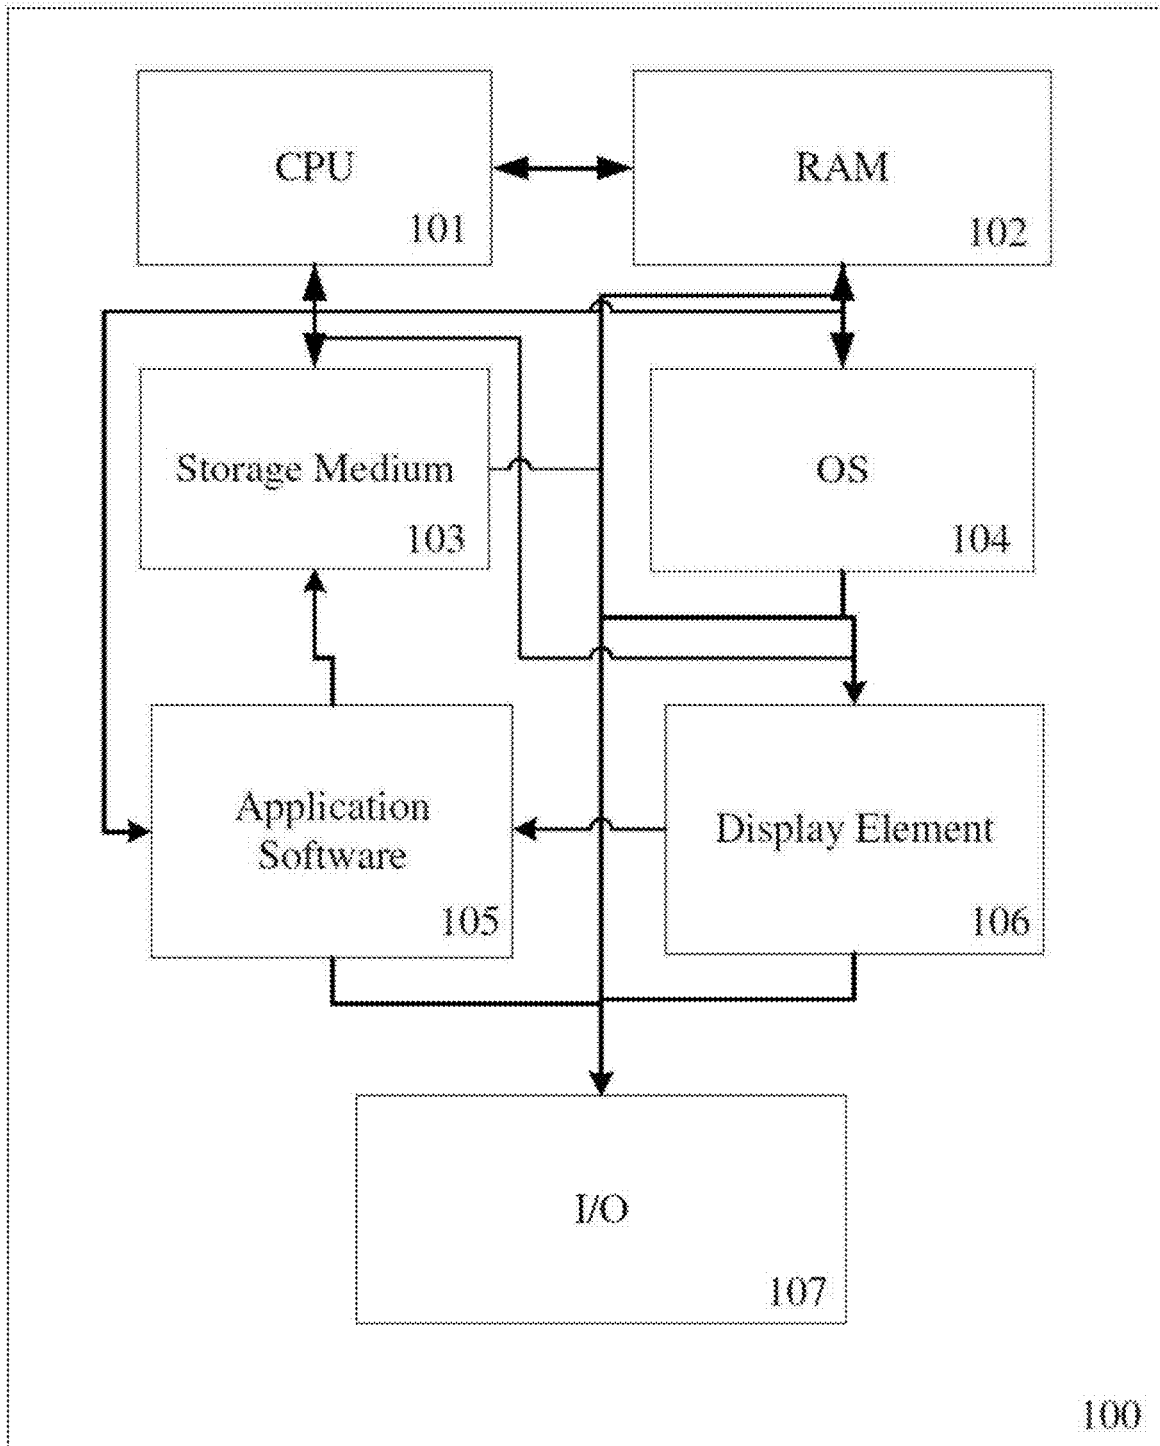 CPU
101
RAM
102
Storage Medium
103
OS
104
Application
Software
105
Display Element
106
I/O
107
100